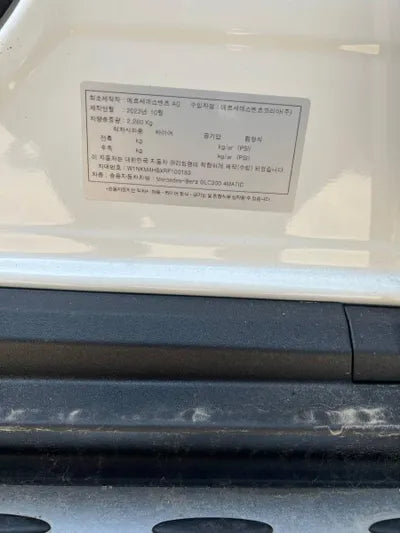 최초제작자 : 메르세데스벤츠 AG 수입자명 : 메르세데스벤츠코리아(주)
제작연월 : 2023년 10월
차량총중량 : 2,280 Kg
타이어 공기압
전축 kg kg/㎠ (PSI)
후축 kg kg/㎠ (PSI)
이 자동차는 대한민국 자동차 관리법령에 적합하게 제작(수입) 되었습니다
차대번호 :
차종 : 승용자동차 Mercedes-Benz GLC300 4MATIC